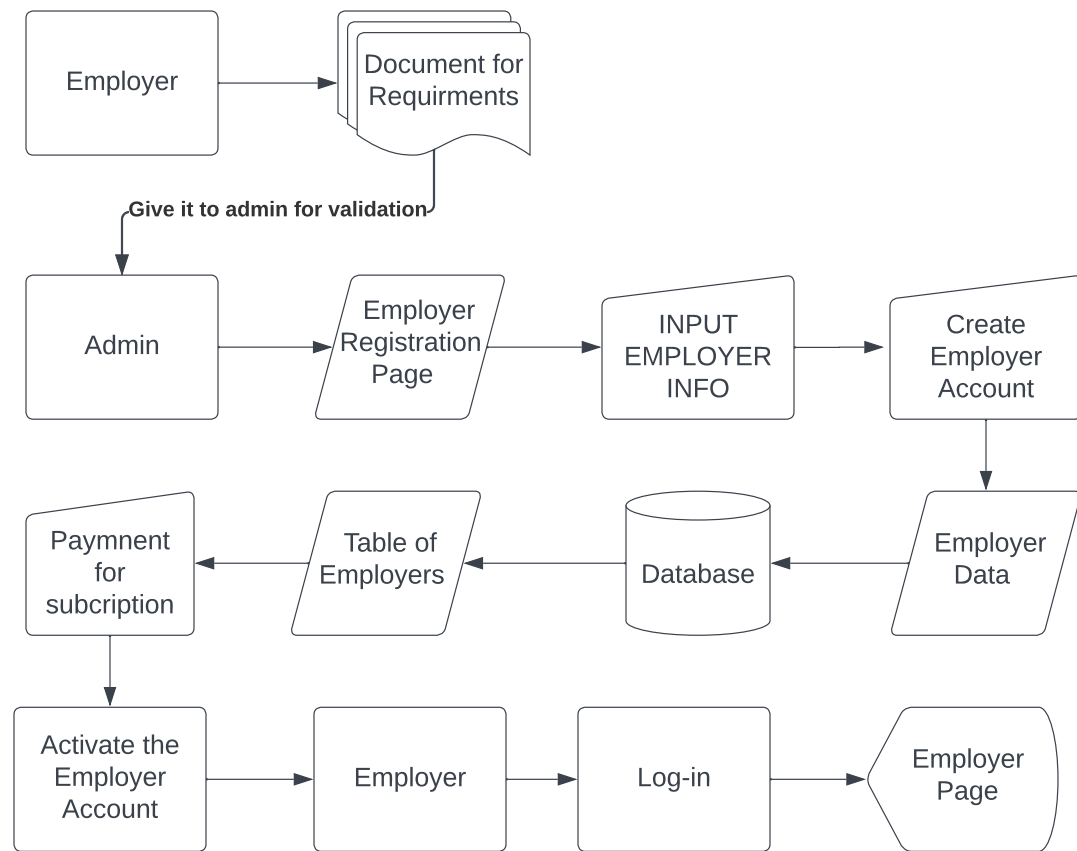 Employer
Document for
Requirments
Give it to admin for validation
Admin
Employer
Registration
Page
INPUT
EMPLOYER
INFO
Create
Employer
Account
Paymnent
for
subcription
Table of
Employers
Database
Employer
Data
Activate the
Employer
Account
Employer
Log-in
Employer
Page